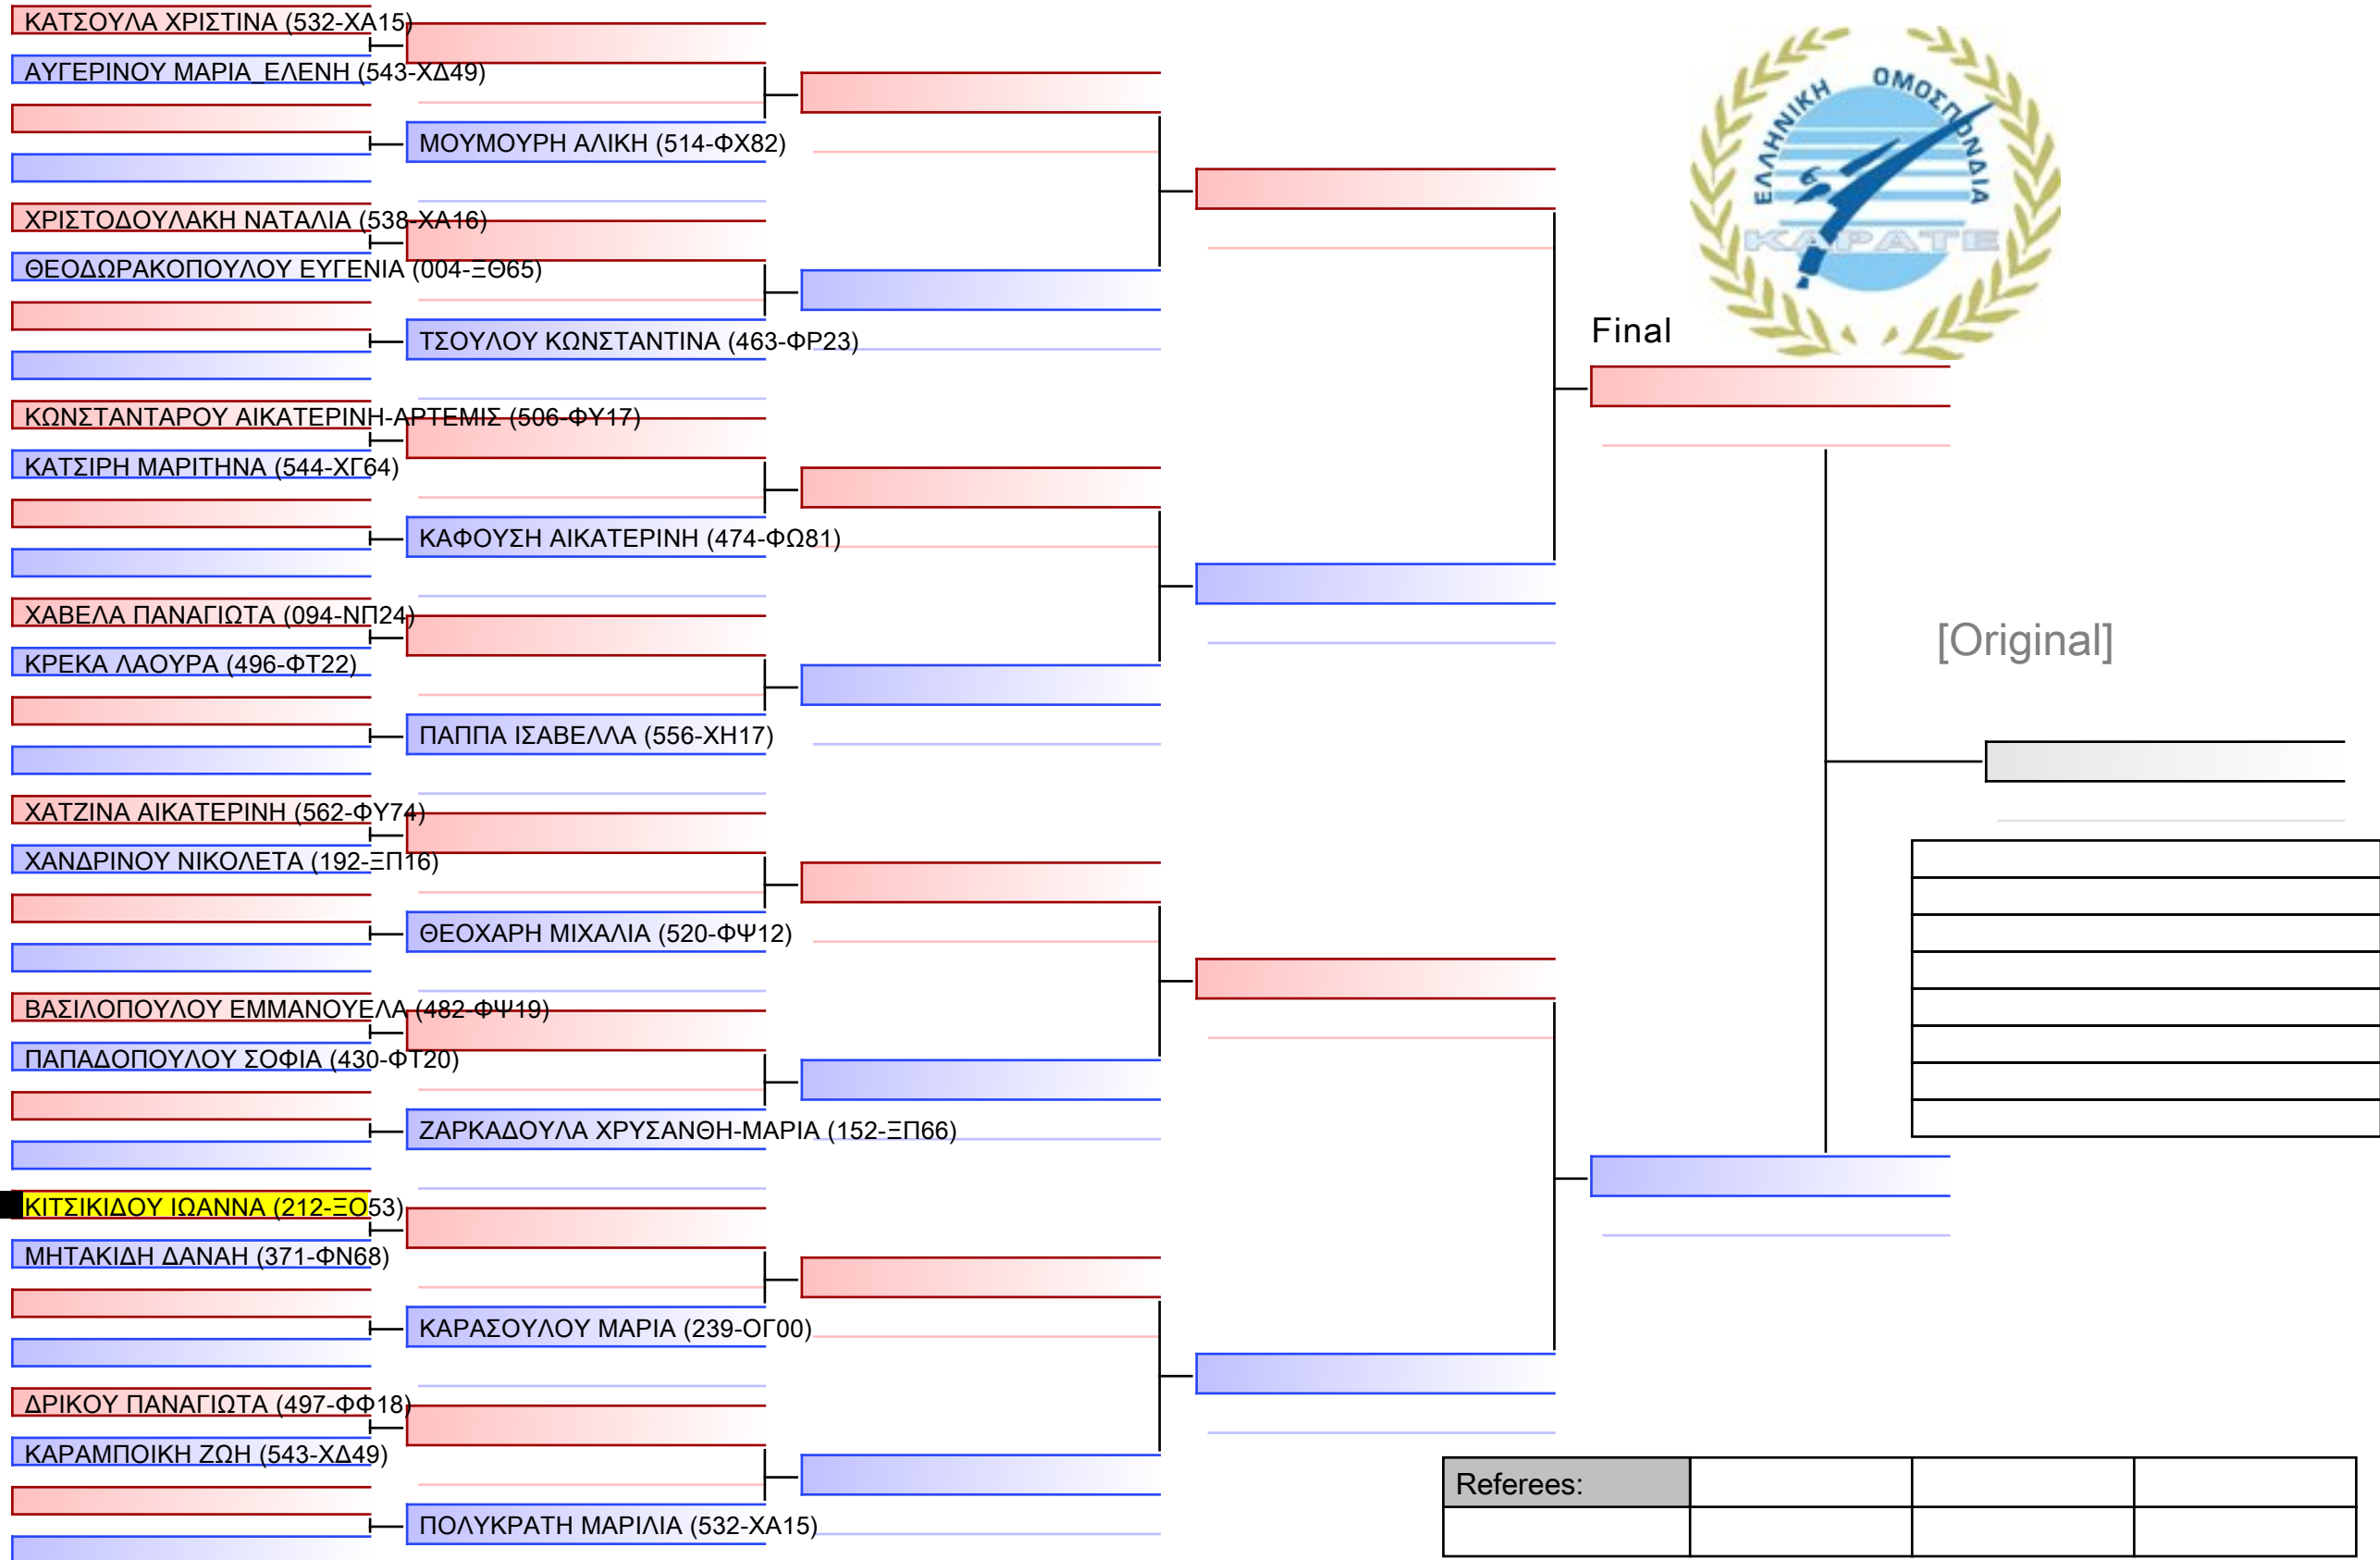 ΚΑΤΣΟΥΛΑ ΧΡΙΣΤΙΝΑ (532-ΧΑ15)
ΑΥΓΕΡΙΝΟΥ ΜΑΡΙΑ_ΕΛΕΝΗ (543-ΧΔ49)
ΜΟΥΜΟΥΡΗ ΑΛΙΚΗ (514-ΦΧ82)
ΧΡΙΣΤΟΔΟΥΛΑΚΗ ΝΑΤΑΛΙΑ (538-ΧΑ16)
ΘΕΟΔΩΡΑΚΟΠΟΥΛΟΥ ΕΥΓΕΝΙΑ (004-ΞΘ65)
ΤΣΟΥΛΟΥ ΚΩΝΣΤΑΝΤΙΝΑ (463-ΦΡ23)
ΚΩΝΣΤΑΝΤΑΡΟΥ ΑΙΚΑΤΕΡΙΝΗ-ΑΡΤΕΜΙΣ (506-ΦΥ17)
ΚΑΤΣΙΡΗ ΜΑΡΙΤΗΝΑ (544-ΧΓ64)
ΚΑΦΟΥΣΗ ΑΙΚΑΤΕΡΙΝΗ (474-ΦΩ81)
ΧΑΒΕΛΑ ΠΑΝΑΓΙΩΤΑ (094-ΝΠ24)
ΚΡΕΚΑ ΛΑΟΥΡΑ (496-ΦΤ22)
ΠΑΠΠΑ ΙΣΑΒΕΛΛΑ (556-ΧΗ17)
ΧΑΤΖΙΝΑ ΑΙΚΑΤΕΡΙΝΗ (562-ΦΥ74)
ΧΑΝΔΡΙΝΟΥ ΝΙΚΟΛΕΤΑ (192-ΞΠ16)
ΘΕΟΧΑΡΗ ΜΙΧΑΛΙΑ (520-ΦΨ12)
ΒΑΣΙΛΟΠΟΥΛΟΥ ΕΜΜΑΝΟΥΕΛΑ (482-ΦΨ19)
ΠΑΠΑΔΟΠΟΥΛΟΥ ΣΟΦΙΑ (430-ΦΤ20)
ΖΑΡΚΑΔΟΥΛΑ ΧΡΥΣΑΝΘΗ-ΜΑΡΙΑ (152-ΞΠ66)
ΚΙΤΣΙΚΙΔΟΥ ΙΩΑΝΝΑ (212-ΞΟ53)
ΜΗΤΑΚΙΔΗ ΔΑΝΑΗ (371-ΦΝ68)
ΚΑΡΑΣΟΥΛΟΥ ΜΑΡΙΑ (239-ΟΓ00)
ΔΡΙΚΟΥ ΠΑΝΑΓΙΩΤΑ (497-ΦΦ18)
ΚΑΡΑΜΠΟΙΚΗ ΖΩΗ (543-ΧΔ49)
ΠΟΛΥΚΡΑΤΗ ΜΑΡΙΛΙΑ (532-ΧΑ15)
ΕΛΛΗΝΙΚΗ ΟΜΟΣΠΟΝΔΙΑ
ΚΑΡΑΤΕ
Final
[Original]
Referees: